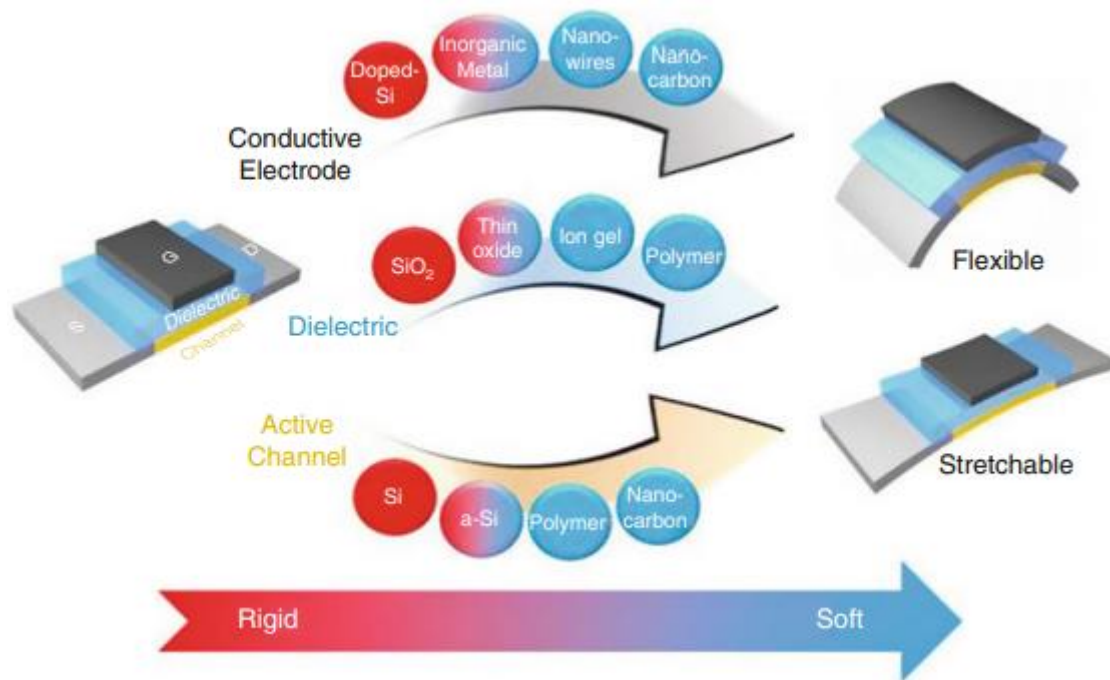 Doped-
Si
Inorganic
Metal
Nano-
wires
Nano-
carbon
Conductive
Electrode
SiO₂
Thin
oxide
Ion gel
Polymer
Dielectric
G
D
S
Dielectric
Channel
Flexible
Active
Channel
Si
a-Si
Polymer
Nano-
carbon
Stretchable
Rigid
Soft